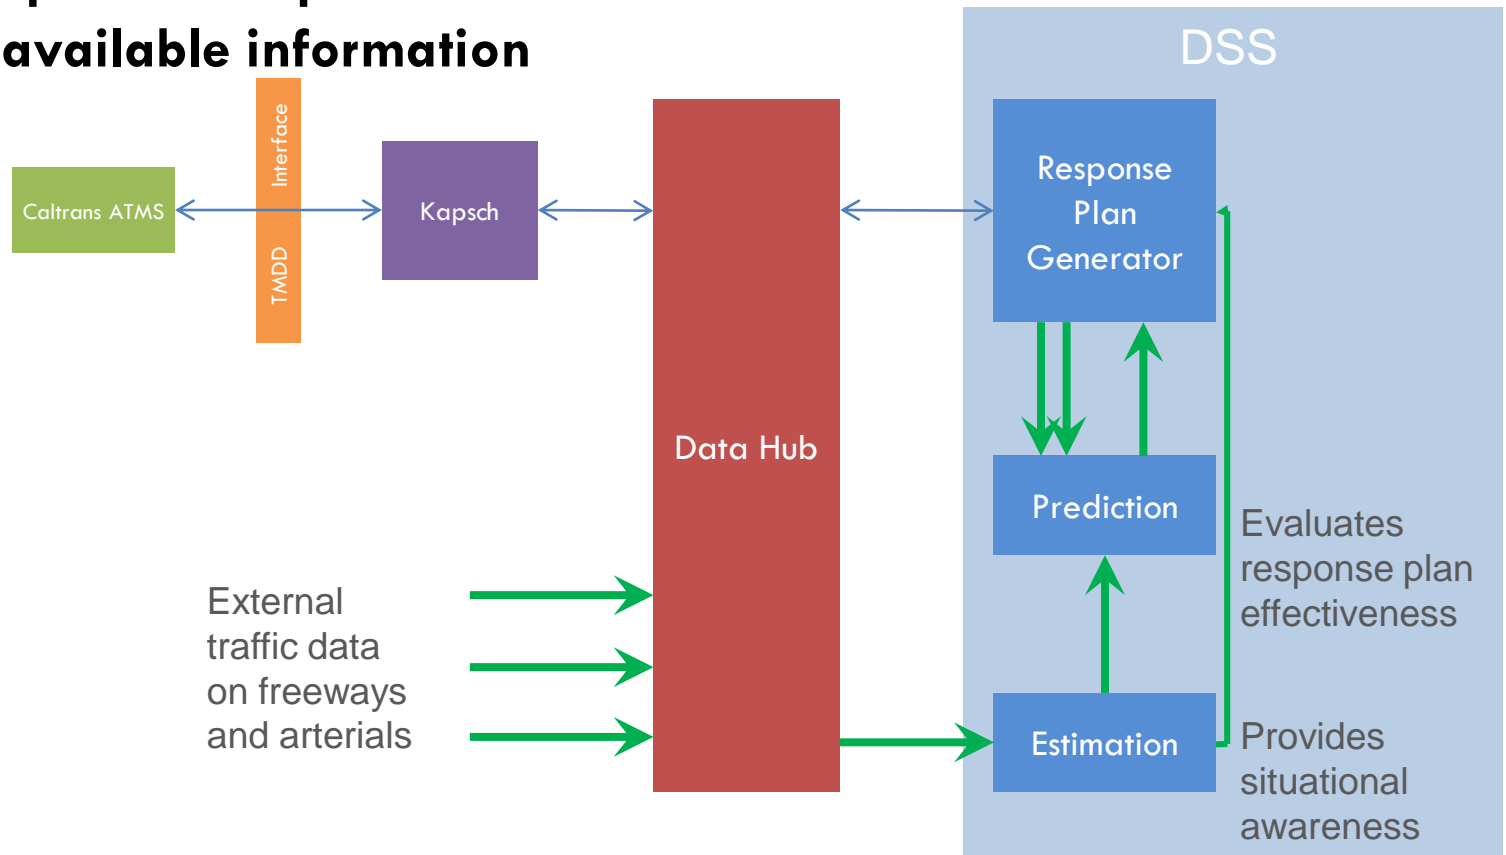 available information
DSS
Interface
TMDD
Caltrans ATMS
Kapsch
Data Hub
Response
Plan
Generator
Prediction
Evaluates
response plan
effectiveness
External
traffic data
on freeways
and arterials
Estimation
Provides
situational
awareness